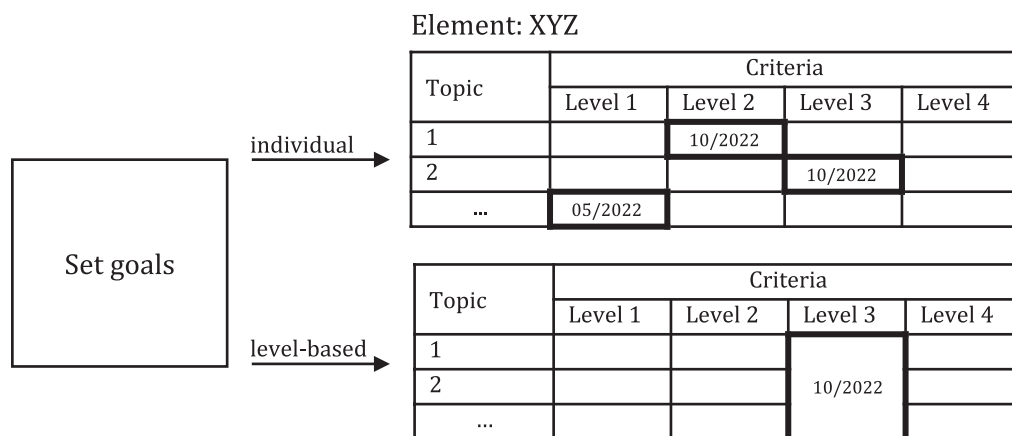 Element: XYZ
Topic
Criteria
Level 1 Level 2 Level 3 Level 4
1 10/2022
2 10/2022
... 05/2022
individual
Set goals
level-based
Topic
Criteria
Level 1 Level 2 Level 3 Level 4
1
2 10/2022
...